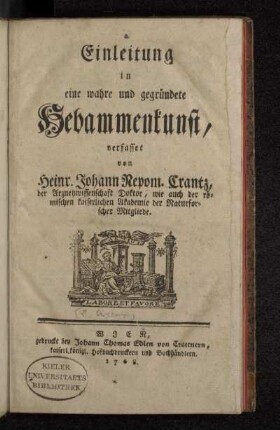 Einleitung
in
eine wahre und gegründete
Hebammenkunst,
verfasset
von
Heinr. Johann Nepom. Crantz,
der Arzneywissenschaft Doktor, wie auch der rö-
mischen kaiserlichen Akademie der Naturfor-
scher Mitgliede.
LABORE ET FAVORE
WIEN,
gedruckt bey Johann Thomas Edlen von Trattnern,
kaiserl. königl. Hofbuchdruckern und Buchhändlern.
1768.
KIELER
UNIVERSITAETS
BIBLIOTHEK